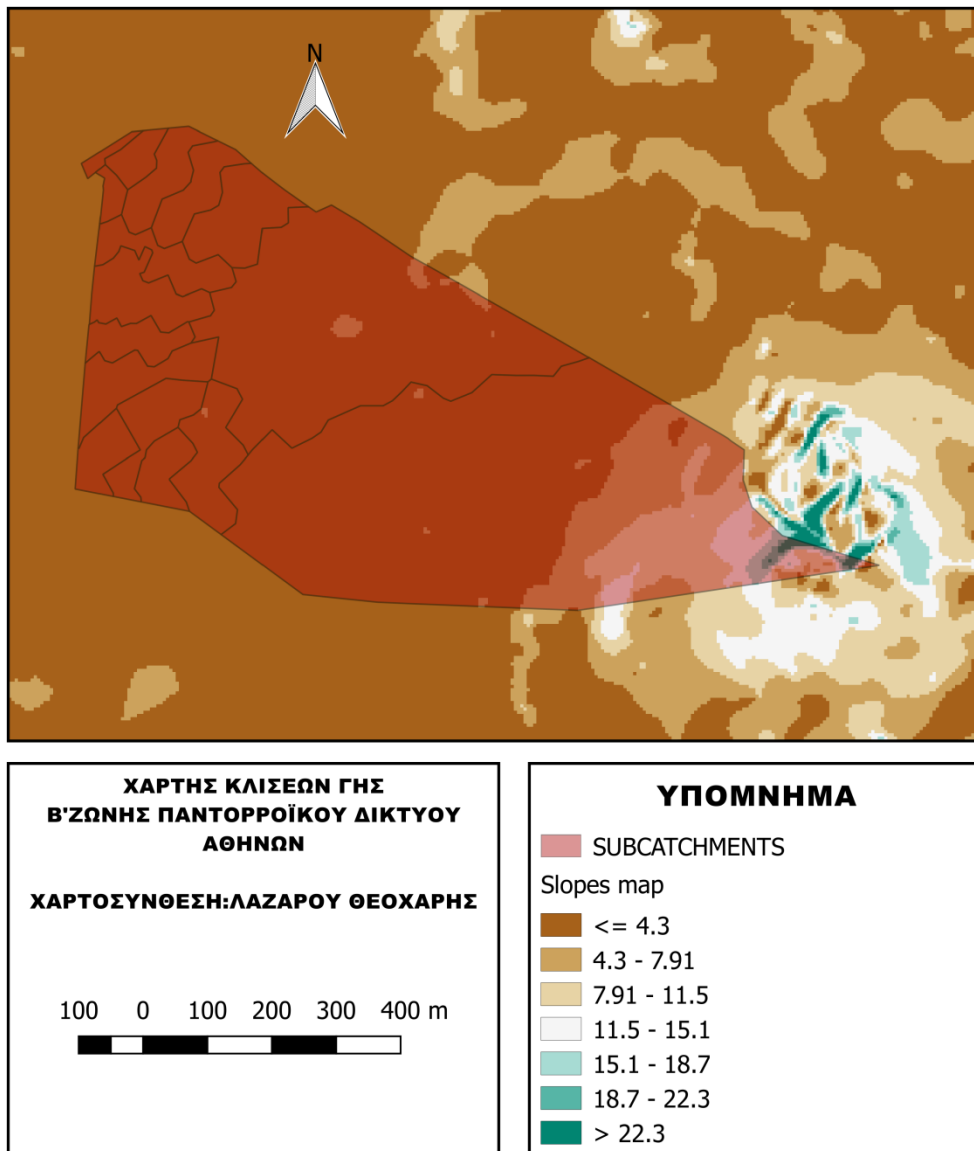 N
ΧΑΡΤΗΣ ΚΛΙΣΕΩΝ ΓΗΣ
Β'ΖΩΝΗΣ ΠΑΝΤΟΡΡΟΪΚΟΥ ΔΙΚΤΥΟΥ
ΑΘΗΝΩΝ
ΧΑΡΤΟΣΥΝΘΕΣΗ:ΛΑΖΑΡΟΥ ΘΕΟΧΑΡΗΣ
100 0 100 200 300 400 m
ΥΠΟΜΝΗΜΑ
SUBCATCHMENTS
Slopes map
<= 4.3
4.3 - 7.91
7.91 - 11.5
11.5 - 15.1
15.1 - 18.7
18.7 - 22.3
> 22.3